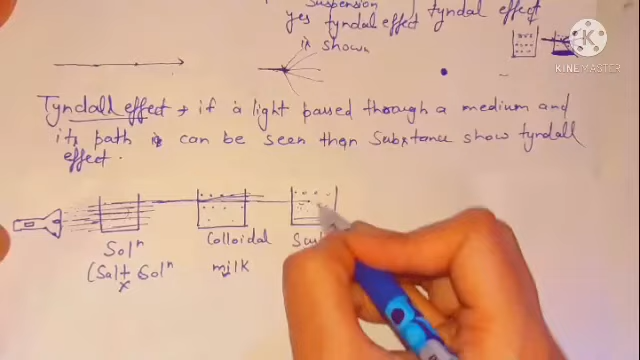 Suspension
yes tyndal effect
tyndal effect
is shown
KINEMASTER
Tyndall effect → if a light passed through a medium and
its path is can be seen then Substance show tyndall
effect.
Solⁿ
Colloidal
(Salt Solⁿ
x
milk